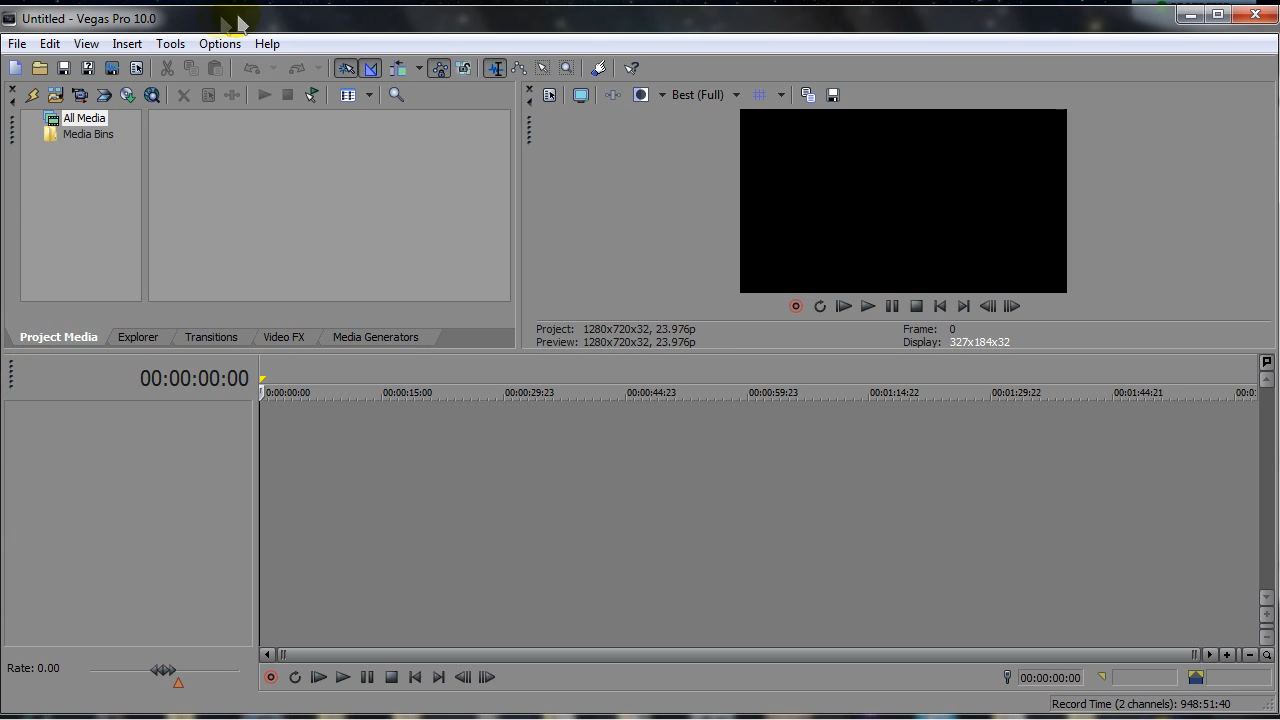 Untitled - Vegas Pro 10.0
File Edit View Insert Tools Options Help
Best (Full)
All Media
Media Bins
Project Media Explorer Transitions Video FX Media Generators
Project: 1280x720x32, 23.976p Frame: 0
Preview: 1280x720x32, 23.976p Display: 327x184x32
00:00:00:00
0:00:00:00 00:00:15:00 00:00:29:23 00:00:44:23 00:00:59:23 00:01:14:22 00:01:29:22 00:01:44:21 00:0
Rate: 0.00
00:00:00:00
Record Time (2 channels): 948:51:40